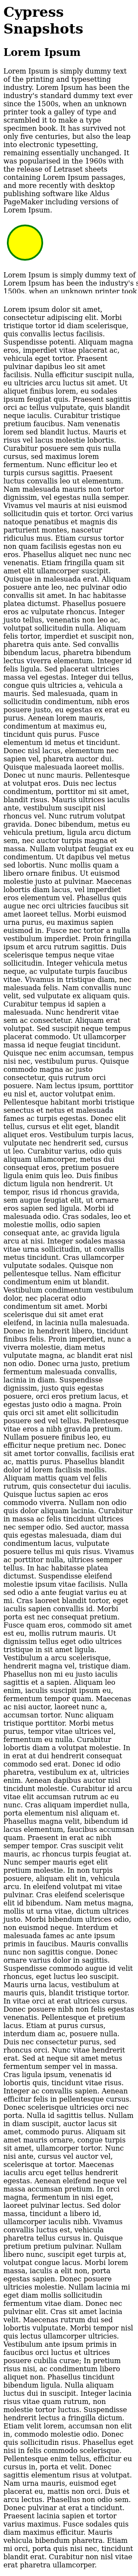 Cypress
Snapshots
Lorem Ipsum
Lorem Ipsum is simply dummy text
of the printing and typesetting
industry. Lorem Ipsum has been the
industry's standard dummy text ever
since the 1500s, when an unknown
printer took a galley of type and
scrambled it to make a type
specimen book. It has survived not
only five centuries, but also the leap
into electronic typesetting,
remaining essentially unchanged. It
was popularised in the 1960s with
the release of Letraset sheets
containing Lorem Ipsum passages,
and more recently with desktop
publishing software like Aldus
PageMaker including versions of
Lorem Ipsum.
Lorem Ipsum is simply dummy text of
Lorem Ipsum has been the industry's s
1500s, when an unknown printer took
Lorem ipsum dolor sit amet,
consectetur adipiscing elit. Morbi
tristique tortor id diam scelerisque,
quis convallis lectus facilisis.
Suspendisse potenti. Aliquam magna
eros, imperdiet vitae placerat ac,
vehicula eget tortor. Praesent
pulvinar dapibus leo sit amet
facilisis. Nulla efficitur suscipit nulla,
eu ultricies arcu luctus sit amet. Ut
aliquet finibus lorem, eu sodales
ipsum feugiat quis. Praesent sagittis
orci ac tellus vulputate, quis blandit
neque iaculis. Curabitur tristique
pretium faucibus. Nam venenatis
lorem sed blandit luctus. Mauris et
risus vel lacus molestie lobortis.
Curabitur posuere sem quis nulla
cursus, sed maximus lorem
fermentum. Nunc efficitur leo et
turpis cursus sagittis. Praesent
luctus convallis leo ut elementum.
Nam malesuada mauris non tortor
dignissim, vel egestas nulla semper.
Vivamus vel mauris at nisi euismod
sollicitudin quis et tortor. Orci varius
natoque penatibus et magnis dis
parturient montes, nascetur
ridiculus mus. Etiam cursus tortor
non quam facilisis egestas non eu
eros. Phasellus aliquet nec nunc nec
venenatis. Etiam fringilla quam sit
amet elit ullamcorper suscipit.
Quisque in malesuada erat. Aliquam
posuere ante leo, nec pulvinar odio
convallis sit amet. In hac habitasse
platea dictumst. Phasellus posuere
eros ac vulputate rhoncus. Integer
justo tellus, venenatis non leo ac,
volutpat sollicitudin nulla. Aliquam
felis tortor, imperdiet et suscipit non,
pharetra quis ante. Sed convallis
bibendum lacus, pharetra bibendum
lectus viverra elementum. Integer id
felis ligula. Sed placerat ultricies
massa vel egestas. Integer dui tellus,
congue quis ultricies a, vehicula a
mauris. Sed malesuada, quam in
sollicitudin condimentum, nibh eros
posuere justo, eu egestas ex erat eu
purus. Aenean lorem mauris,
condimentum at maximus eu,
tincidunt quis purus. Fusce
elementum id metus et tincidunt.
Donec nisl lacus, elementum nec
sapien vel, pharetra auctor dui.
Quisque malesuada laoreet mollis.
Donec ut nunc mauris. Pellentesque
at volutpat eros. Duis nec lectus
condimentum, porttitor mi sit amet,
blandit risus. Mauris ultrices iaculis
ante, vestibulum suscipit nisl
rhoncus vel. Nunc rutrum volutpat
gravida. Donec bibendum, metus eu
vehicula pretium, ligula arcu dictum
sem, nec auctor turpis magna et
massa. Nullam volutpat feugiat ex eu
condimentum. Ut dapibus vel metus
sed lobortis. Nunc mollis quam a
libero ornare finibus. Ut euismod
molestie justo at pulvinar. Maecenas
lobortis diam lacus, vel imperdiet
eros elementum vel. Phasellus quis
augue nec orci ultricies faucibus sit
amet laoreet tellus. Morbi euismod
urna purus, eu maximus sapien
euismod in. Fusce nec tortor a nulla
vestibulum imperdiet. Proin fringilla
ipsum et arcu rutrum sagittis. Duis
scelerisque tempus neque vitae
sollicitudin. Integer vehicula metus
neque, ac vulputate turpis faucibus
vitae. Vivamus in tristique diam, nec
malesuada felis. Nam convallis nunc
velit, sed vulputate ex aliquam quis.
Curabitur tempus id sapien a
malesuada. Nunc hendrerit vitae
sem ac consectetur. Aliquam erat
volutpat. Sed suscipit neque tempus
placerat commodo. Ut ullamcorper
massa id neque feugiat tincidunt.
Quisque nec enim accumsan, tempus
nisi nec, vestibulum purus. Quisque
commodo magna ac justo
consectetur, quis rutrum orci
posuere. Nam lectus ipsum, porttitor
eu nisl et, auctor volutpat enim.
Pellentesque habitant morbi tristique
senectus et netus et malesuada
fames ac turpis egestas. Donec elit
tellus, cursus et elit eget, blandit
aliquet eros. Vestibulum turpis lacus,
vulputate nec hendrerit sed, cursus
ut leo. Curabitur varius, odio quis
aliquam ullamcorper, metus dui
consequat eros, pretium posuere
ligula enim quis leo. Duis finibus
dictum ligula non hendrerit. Ut
tempor, risus id rhoncus gravida,
sem augue feugiat elit, ut ornare
eros sapien sed ligula. Morbi id
malesuada odio. Cras sodales, leo et
molestie mollis, odio sapien
consequat ante, ac gravida ligula
arcu at nisi. Integer sodales massa
vitae urna sollicitudin, ut convallis
metus tincidunt. Cras ullamcorper
vulputate sodales. Quisque non
pellentesque tellus. Nam efficitur
condimentum enim ut blandit.
Vestibulum condimentum vestibulum
dolor, nec placerat odio
condimentum sit amet. Morbi
scelerisque dui sit amet erat
eleifend, in lacinia nulla malesuada.
Donec in hendrerit libero, tincidunt
finibus felis. Proin imperdiet, nunc a
viverra molestie, diam metus
vulputate magna, ac blandit erat nisl
non odio. Donec urna justo, pretium
fermentum malesuada convallis,
lacinia in diam. Suspendisse
dignissim, justo quis egestas
posuere, orci eros pretium lacus, et
egestas justo odio a magna. Proin
quis orci sit amet elit sollicitudin
posuere sed vel tellus. Pellentesque
vitae eros a nibh gravida pretium.
Nullam posuere finibus leo, eu
efficitur neque pretium nec. Donec
sit amet tortor convallis, facilisis erat
ac, mattis purus. Phasellus blandit
dolor id lorem facilisis mollis.
Aliquam mattis quam vel felis
rutrum, quis consectetur dui iaculis.
Quisque luctus sapien ac eros
commodo viverra. Nullam non odio
quis dolor aliquam lacinia. Curabitur
in massa ac felis tincidunt ultrices
nec semper odio. Sed auctor, massa
quis egestas malesuada, diam dui
condimentum lacus, vulputate
posuere tellus mi quis risus. Vivamus
ac porttitor nulla, ultrices semper
tellus. In hac habitasse platea
dictumst. Suspendisse eleifend
molestie ipsum vitae facilisis. Nulla
sed odio a ante feugiat varius eu at
mi. Cras laoreet blandit tortor, eget
iaculis sapien convallis id. Morbi
porta est nec consequat pretium.
Fusce quam eros, commodo sit amet
est eu, mollis rutrum mauris. Ut
dignissim tellus eget odio ultrices
tristique in sit amet ligula.
Vestibulum a arcu scelerisque,
hendrerit magna vel, tristique diam.
Phasellus non mi eu justo iaculis
sagittis et a sapien. Aliquam leo
enim, iaculis suscipit ipsum eu,
fermentum tempor quam. Maecenas
ac nisi auctor, laoreet nunc a,
accumsan tortor. Nunc aliquam
tristique porttitor. Morbi metus
purus, tempor vitae ultrices vel,
fermentum eu nulla. Curabitur
lobortis diam a volutpat molestie. In
in erat at dui hendrerit consequat
commodo sed erat. Donec id odio
pharetra, vestibulum ex at, ultricies
enim. Aenean dapibus auctor nisl
tincidunt molestie. Curabitur id arcu
vitae elit accumsan rutrum ac eu
nunc. Cras aliquam imperdiet nulla,
porta elementum nisl aliquam et.
Phasellus magna velit, bibendum id
lacus elementum, faucibus accumsan
quam. Praesent in erat ac nibh
semper tempor. Cras suscipit velit
mauris, ac rhoncus turpis feugiat at.
Nunc semper mauris eget elit
pretium molestie. In non turpis
posuere, aliquam elit in, vehicula
arcu. In eleifend volutpat mi vitae
pulvinar. Cras eleifend scelerisque
elit id bibendum. Nam metus magna,
mollis ut urna vitae, dictum ultrices
justo. Morbi bibendum ultrices odio,
non euismod neque. Interdum et
malesuada fames ac ante ipsum
primis in faucibus. Mauris convallis
nunc non sagittis congue. Donec
ornare varius dolor in sagittis.
Suspendisse commodo augue id velit
rhoncus, eget luctus leo suscipit.
Mauris urna lacus, vestibulum at
mauris quis, blandit tristique tortor.
In vitae orci at erat ultrices cursus.
Donec posuere nibh non felis egestas
venenatis. Pellentesque et pretium
lacus. Etiam at purus cursus,
interdum diam ac, posuere nulla.
Duis nec consectetur purus, sed
rhoncus orci. Nunc vitae hendrerit
erat. Sed at neque sit amet metus
fermentum semper vel in massa.
Cras ligula ipsum, venenatis id
lobortis quis, tincidunt vitae risus.
Integer ac convallis sapien. Aenean
efficitur felis in pellentesque cursus.
Donec scelerisque ultricies orci nec
porta. Nulla id sagittis tellus. Nullam
in diam suscipit, auctor lacus sit
amet, commodo purus. Aliquam sit
amet mauris ornare, congue turpis
sit amet, ullamcorper tortor. Nunc
nisi ante, cursus vel auctor vel,
scelerisque at tortor. Maecenas
iaculis arcu eget tellus hendrerit
egestas. Aenean eleifend neque vel
massa accumsan pretium. In orci
magna, fermentum in nisi eget,
laoreet pulvinar lectus. Sed dolor
massa, tincidunt a libero id,
ullamcorper iaculis nibh. Vivamus
convallis luctus est, vehicula
pharetra tellus cursus in. Quisque
pretium pretium pulvinar. Nullam
libero nunc, suscipit eget turpis at,
volutpat congue lacus. Morbi lorem
massa, iaculis a elit non, porta
egestas sapien. Donec posuere
ultricies molestie. Nullam lacinia mi
eget diam mollis sollicitudin
fermentum vitae diam. Donec nec
pulvinar elit. Cras sit amet lacinia
velit. Maecenas rutrum dui sed
lobortis vulputate. Morbi tempor nisl
quis lectus ullamcorper ultricies.
Vestibulum ante ipsum primis in
faucibus orci luctus et ultrices
posuere cubilia curae; In pretium
risus nisi, ac condimentum libero
aliquet non. Phasellus tincidunt
bibendum ligula. Nulla aliquam
luctus dui in suscipit. Integer lacinia
risus vitae quam rutrum, non
molestie tortor luctus. Suspendisse
hendrerit lectus a fringilla dictum.
Etiam velit lorem, accumsan non elit
in, commodo molestie odio. Donec
quis sollicitudin risus. Phasellus eget
nisi in felis commodo scelerisque.
Pellentesque enim tellus, efficitur eu
cursus in, porta et velit. Donec
sagittis elementum risus at volutpat.
Nam urna mauris, euismod eget
placerat eu, mattis non orci. Duis eu
arcu lectus. Phasellus non odio sem.
Donec pulvinar at erat a tincidunt.
Praesent lacinia sapien et tortor
varius maximus. Fusce sodales quis
diam maximus efficitur. Mauris
vehicula bibendum pharetra. Etiam
mi orci, porta quis nisi nec, tincidunt
blandit erat. Curabitur non nisl vitae
erat pharetra ullamcorper.